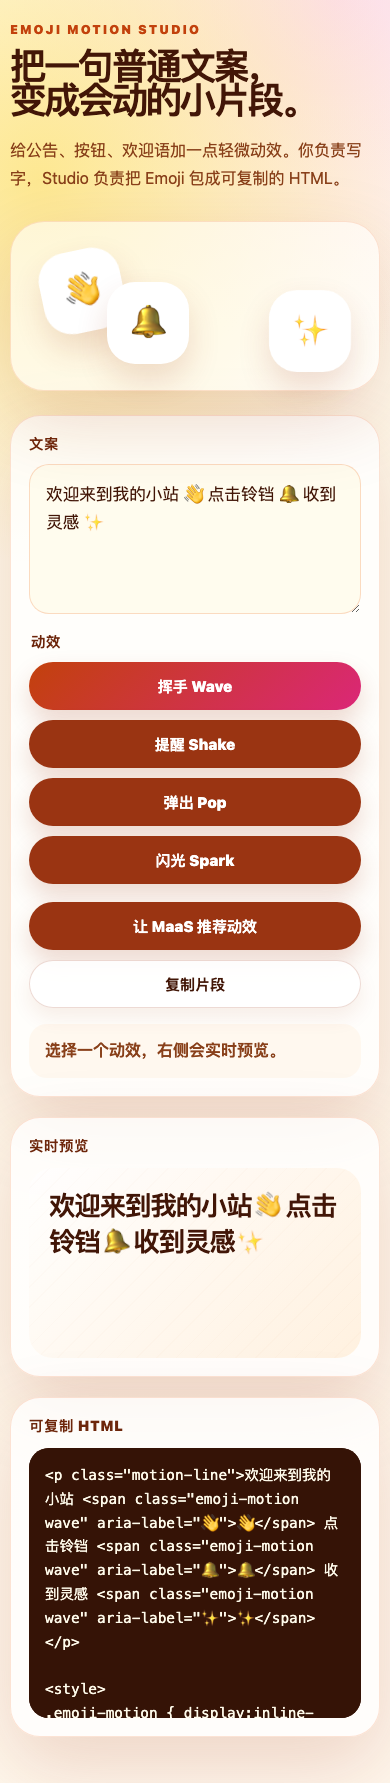 EMOJI MOTION STUDIO
把一句普通文案，
变成会动的小片段。
给公告、按钮、欢迎语加一点轻微动效。你负责写
字，Studio 负责把 Emoji 包成可复制的 HTML。
👋
🔔
✨
文案
欢迎来到我的小站 👋 点击铃铛 🔔 收到
灵感 ✨
动效
挥手 Wave
提醒 Shake
弹出 Pop
闪光 Spark
让 MaaS 推荐动效
复制片段
选择一个动效，右侧会实时预览。
实时预览
欢迎来到我的小站👋点击
铃铛🔔收到灵感✨
可复制 HTML
<p class="motion-line">欢迎来到我的
小站 <span class="emoji-motion
wave" aria-label="👋">👋</span> 点
击铃铛 <span class="emoji-motion
wave" aria-label="🔔">🔔</span> 收
到灵感 <span class="emoji-motion
wave" aria-label="✨">✨</span>
</p>
<style>
.emoji-motion { display:inline-